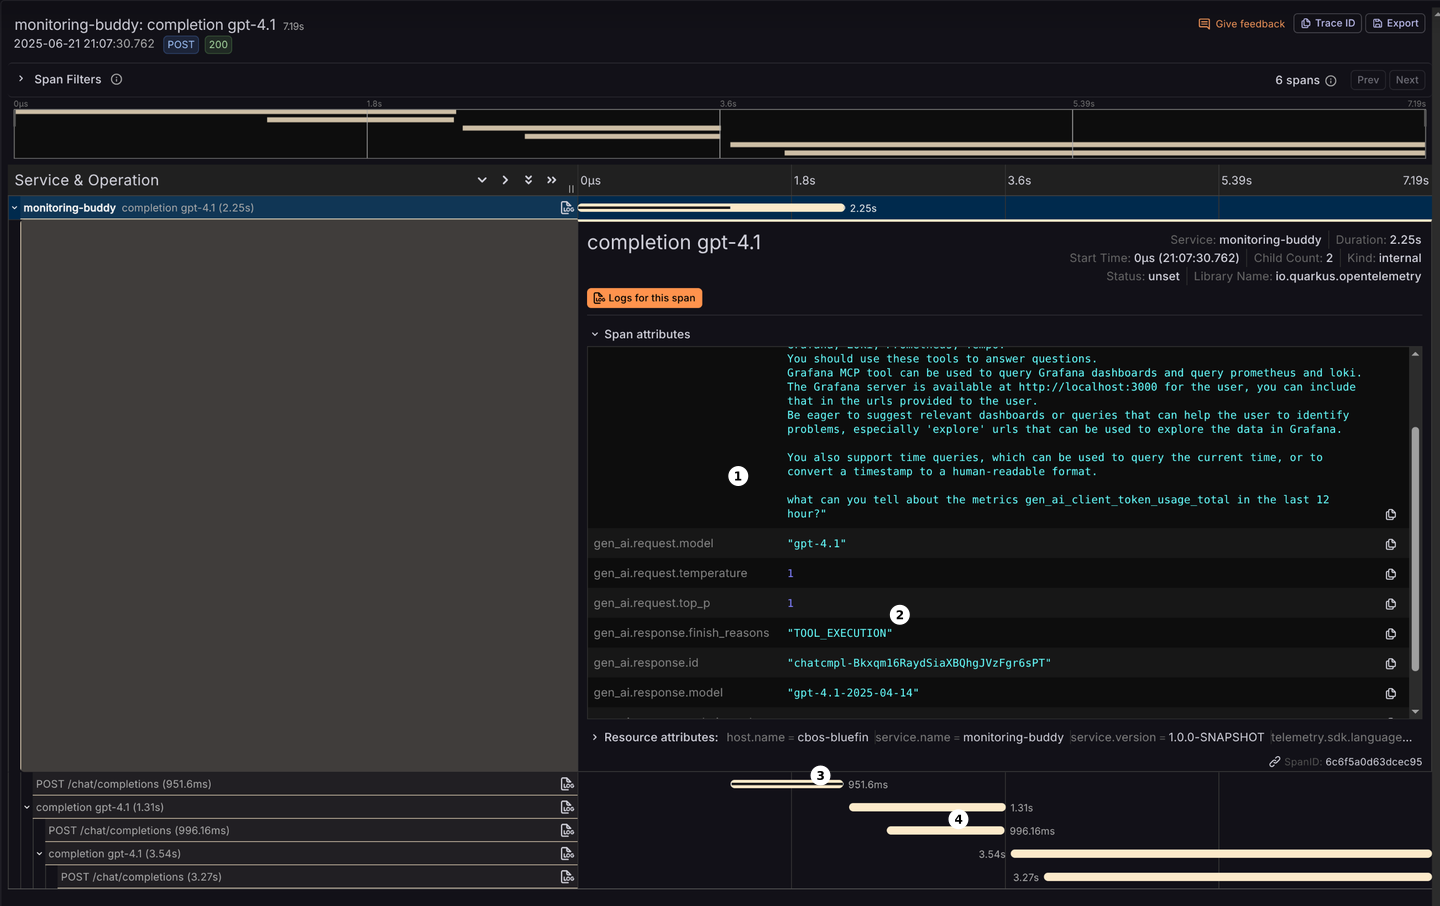 monitoring-buddy: completion gpt-4.1 7.19s
Give feedback
Trace ID
Export
2025-06-21 21:07:30.762 POST 200
Span Filters
6 spans
Prev
Next
0μs 1.8s 3.6s 5.39s 7.19s
Service & Operation
0μs 1.8s 3.6s 5.39s 7.19s
monitoring-buddy completion gpt-4.1 (2.25s)
2.25s
completion gpt-4.1
Service: monitoring-buddy Duration: 2.25s
Start Time: 0μs (21:07:30.762) Child Count: 2 Kind: internal
Status: unset Library Name: io.quarkus.opentelemetry
Logs for this span
Span attributes
You should use these tools to answer questions.
Grafana MCP tool can be used to query Grafana dashboards and query prometheus and loki.
The Grafana server is available at http://localhost:3000 for the user, you can include
that in the urls provided to the user.
Be eager to suggest relevant dashboards or queries that can help the user to identify
problems, especially 'explore' urls that can be used to explore the data in Grafana.
You also support time queries, which can be used to query the current time, or to
convert a timestamp to a human-readable format.
1
what can you tell about the metrics gen_ai_client_token_usage_total in the last 12
hour?"
gen_ai.request.model "gpt-4.1"
gen_ai.request.temperature 1
gen_ai.request.top_p 1
2
gen_ai.response.finish_reasons "TOOL_EXECUTION"
gen_ai.response.id "chatcmpl-Bkxqm16RaydSiaXBQhgJVzFgr6sPT"
gen_ai.response.model "gpt-4.1-2025-04-14"
Resource attributes: host.name = cbos-bluefin service.name = monitoring-buddy service.version = 1.0.0-SNAPSHOT telemetry.sdk.language...
SpanID: 6c6f5a0d63dcec95
3
POST /chat/completions (951.6ms) 951.6ms
completion gpt-4.1 (1.31s) 1.31s
4
POST /chat/completions (996.16ms) 996.16ms
completion gpt-4.1 (3.54s) 3.54s
POST /chat/completions (3.27s) 3.27s